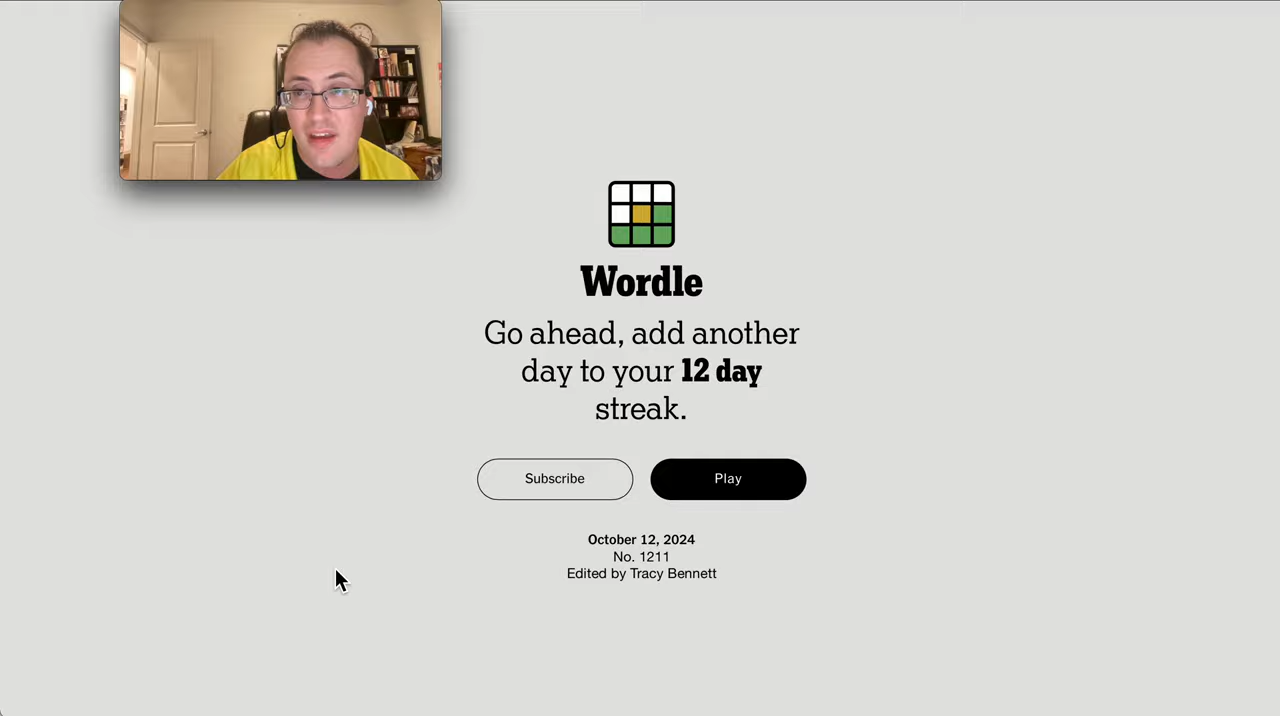 Wordle
Go ahead, add another
day to your 12 day
streak.
Subscribe
Play
October 12, 2024
No. 1211
Edited by Tracy Bennett